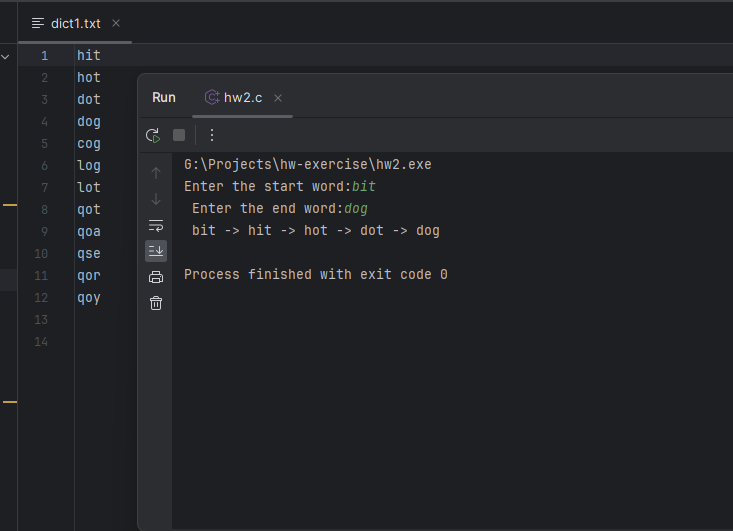 dict1.txt
1 hit
2 hot
3 dot
4 dog
5 cog
6 log
7 lot
8 qot
9 qoa
10 qse
11 qor
12 qoy
13
14
Run hw2.c
G:\Projects\hw-exercise\hw2.exe
Enter the start word:bit
Enter the end word:dog
bit -> hit -> hot -> dot -> dog
Process finished with exit code 0